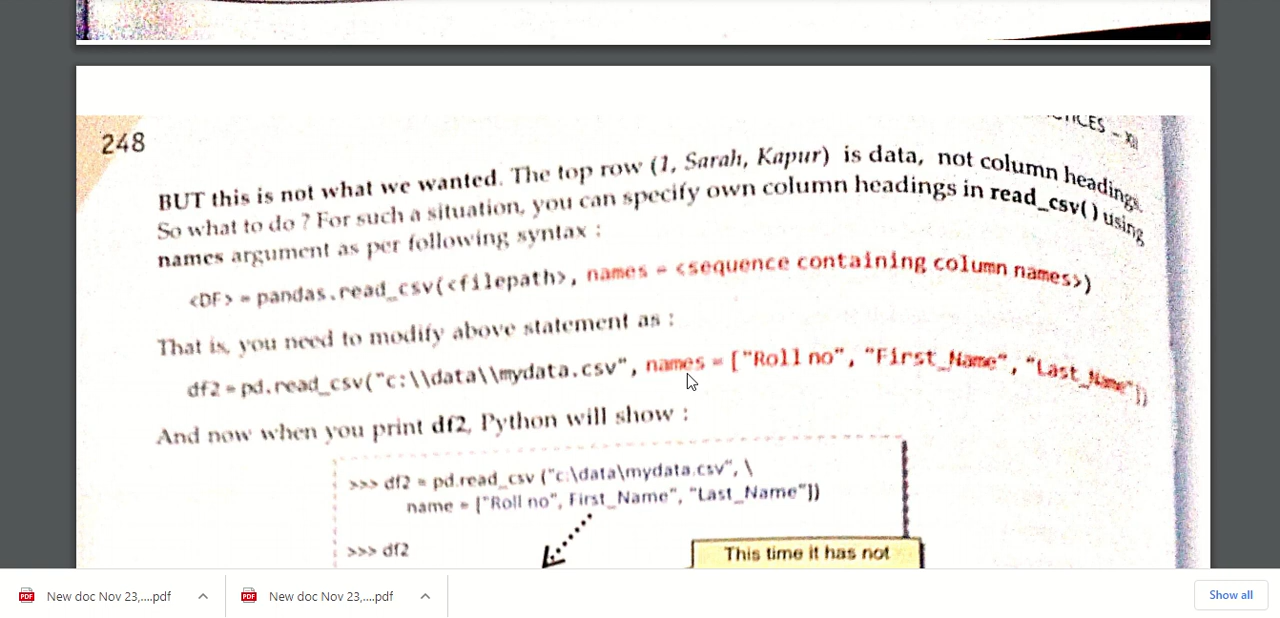 248
BUT this is not what we wanted. The top row (1, Sarah, Kapur) is data, not column headings.
So what to do ? For such a situation, you can specify own column headings in read_csv( ) using
names argument as per following syntax :
<DF> = pandas.read_csv(<filepath>, names = <sequence containing column names>)
That is, you need to modify above statement as :
df2 = pd.read_csv("c:\\data\\mydata.csv", names = ["Roll no", "First_Name", "Last_Name"])
And now when you print df2, Python will show :
>>> df2 = pd.read_csv ("c:\data\mydata.csv", \
name = ["Roll no", First_Name", "Last_Name"])
>>> df2
This time it has not
New doc Nov 23,....pdf
New doc Nov 23,....pdf
Show all